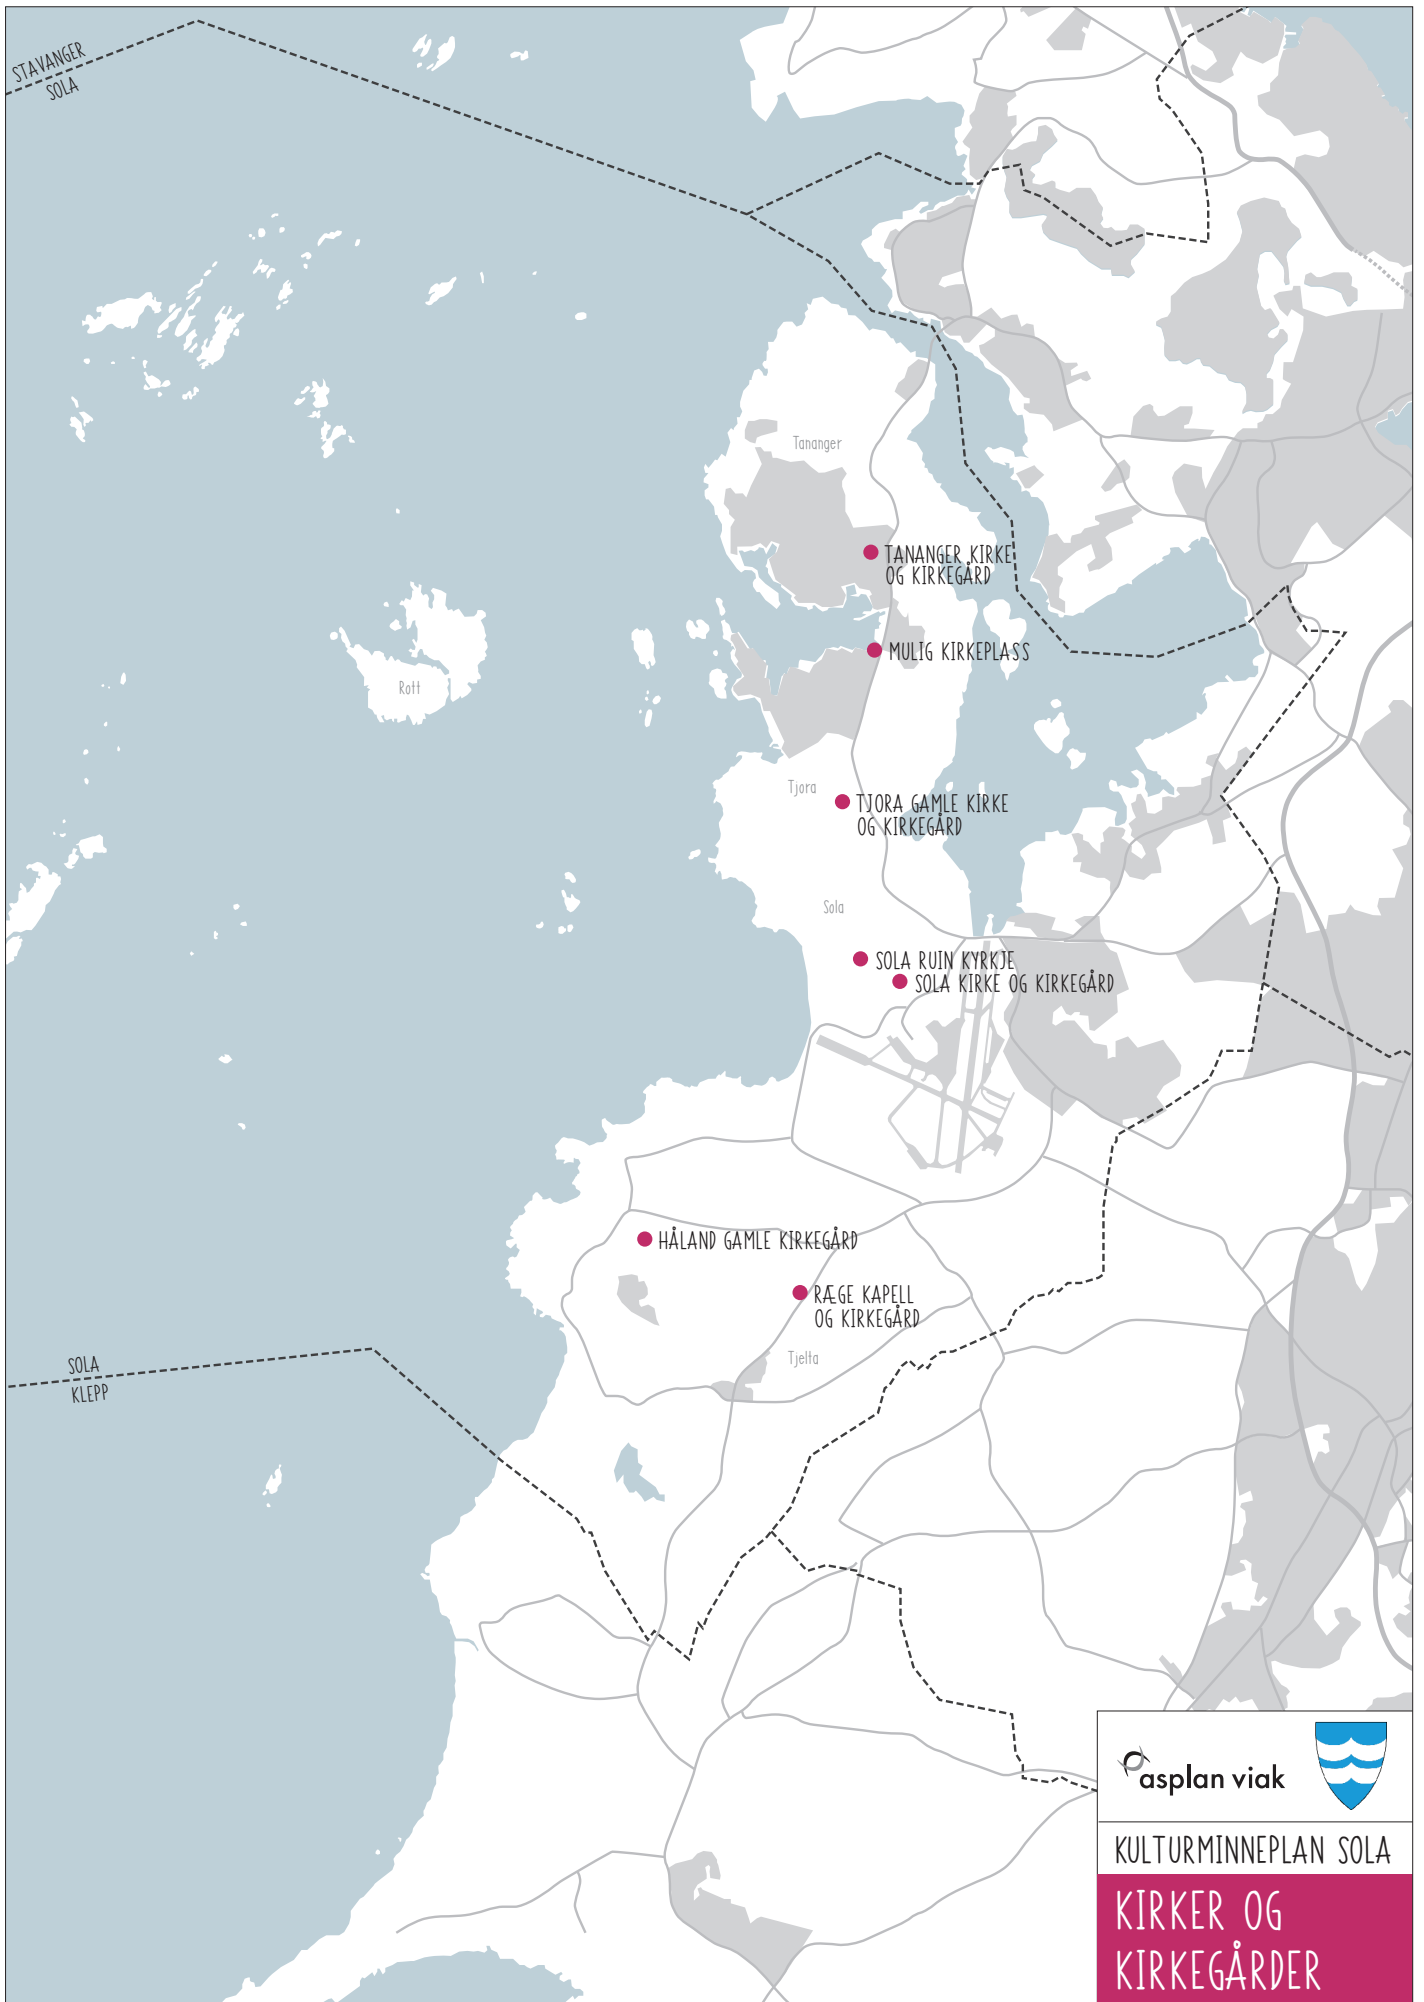 STAVANGER
SOLA
Tananger
TANANGER KIRKE
OG KIRKEGÅRD
MULIG KIRKEPLASS
Rott
Tjora
TJORA GAMLE KIRKE
OG KIRKEGÅRD
Sola
SOLA RUIN KYRKJE
SOLA KIRKE OG KIRKEGÅRD
HÅLAND GAMLE KIRKEGÅRD
RÆGE KAPELL
OG KIRKEGÅRD
Tjelta
SOLA
KLEPP
asplan viak
KULTURMINNEPLAN SOLA
KIRKER OG
KIRKEGÅRDER